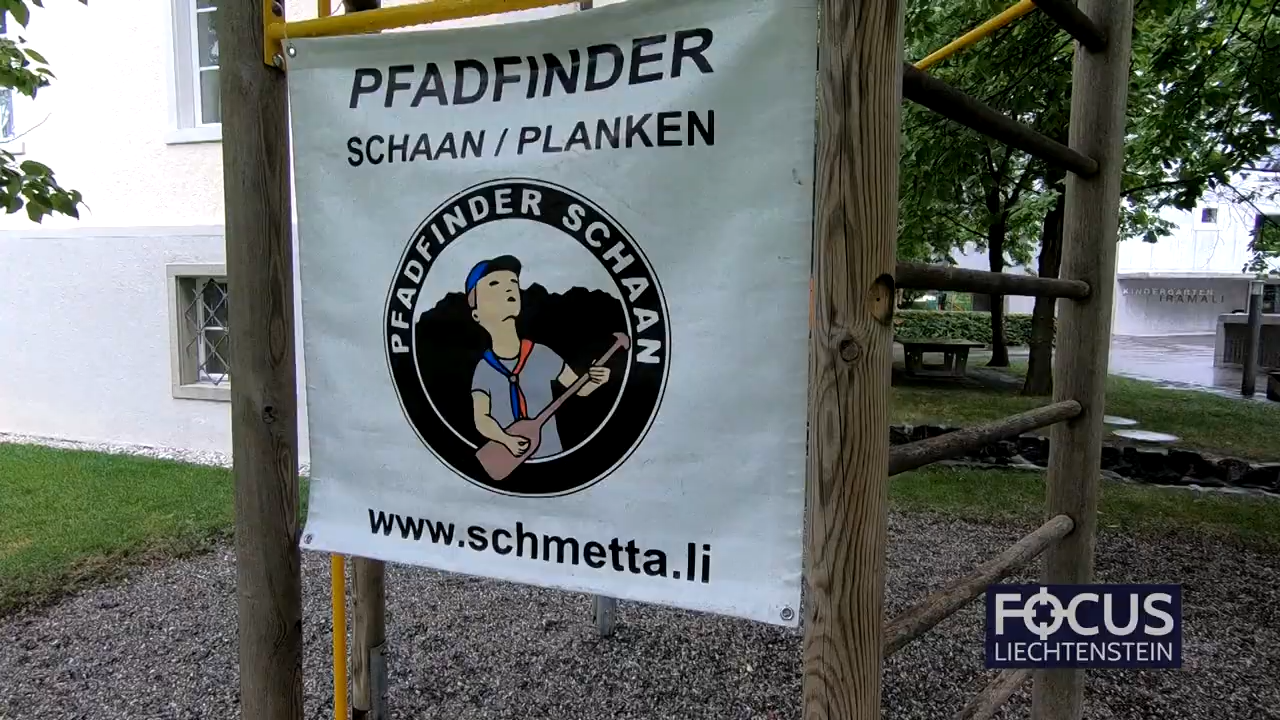 PFADFINDER
SCHAAN / PLANKEN
PFADFINDER SCHAAN
www.schmetta.li
KINDERGARTEN
IRAMALI
FOCUS
LIECHTENSTEIN